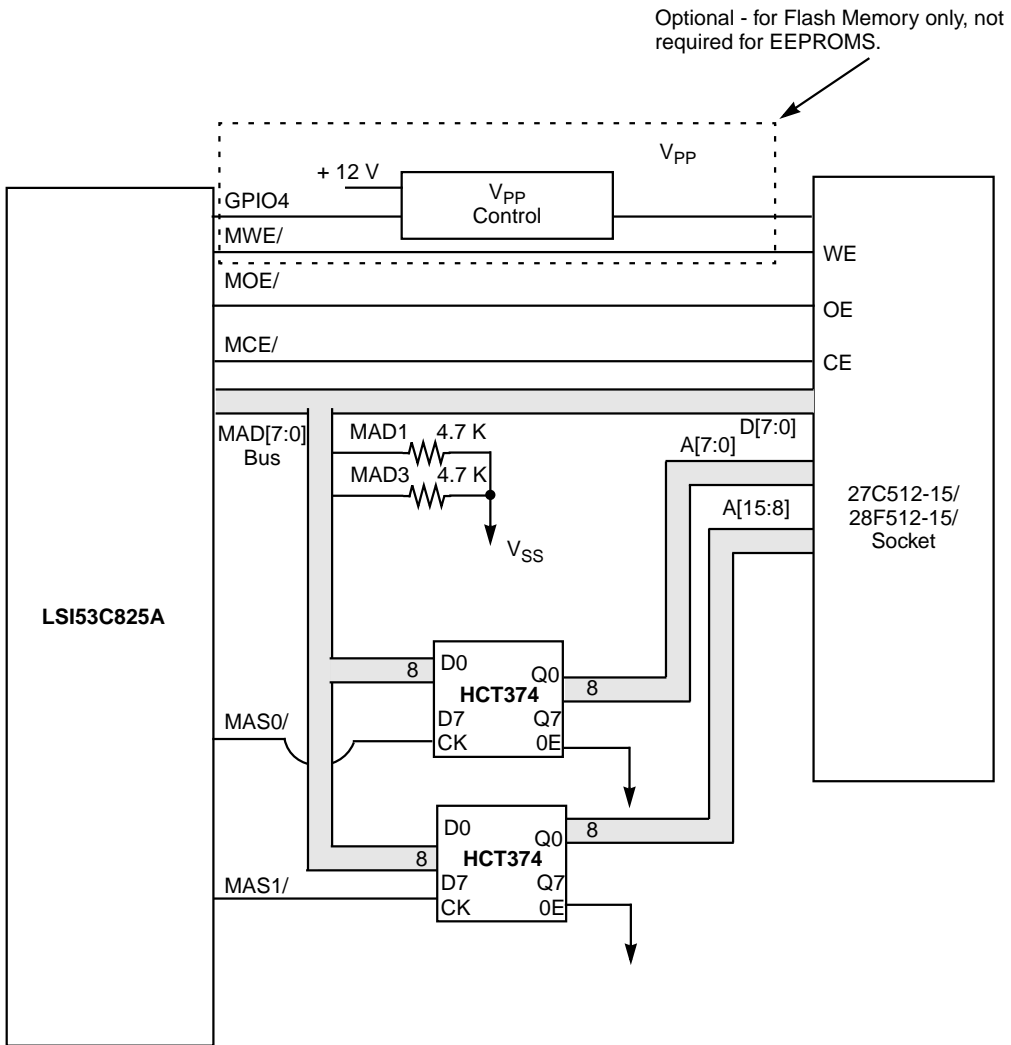 Optional - for Flash Memory only, not
required for EEPROMS.
VPP
+ 12 V
VPP
Control
GPIO4
MWE/
WE
MOE/
OE
MCE/
CE
MAD[7:0]
Bus
MAD1 4.7 K
MAD3 4.7 K
VSS
D[7:0]
A[7:0]
A[15:8]
27C512-15/
28F512-15/
Socket
LSI53C825A
8
D0
Q0
8
HCT374
D7
Q7
MAS0/
CK
0E
D0
Q0
8
8
HCT374
D7
Q7
MAS1/
CK
0E